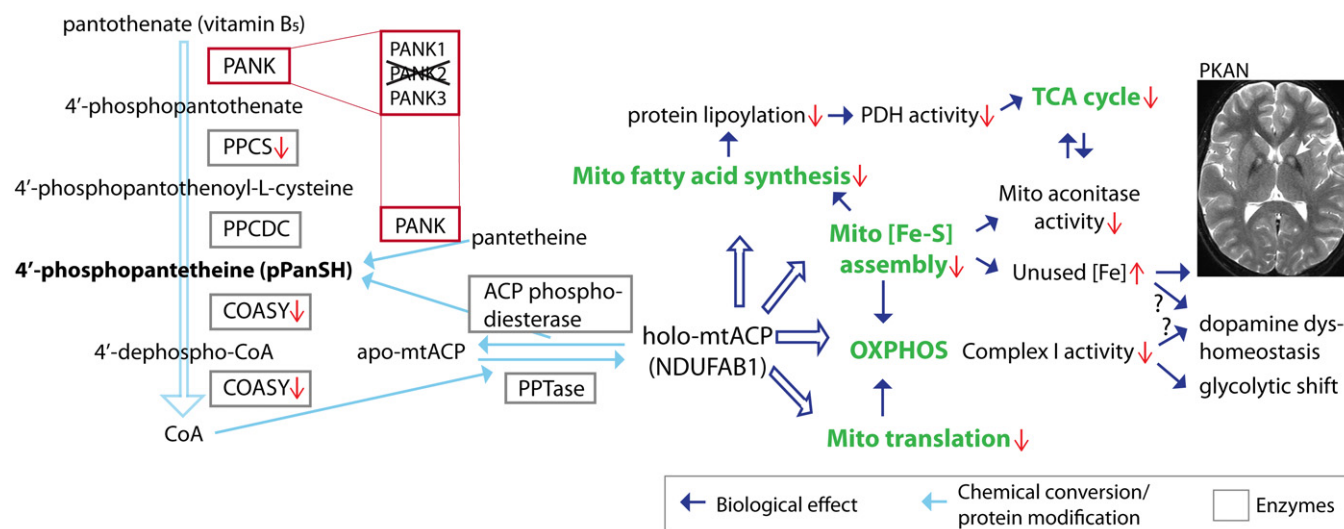 pantothenate (vitamin B₅)
PANK
PANK1
PANK2
PANK3
4′-phosphopantothenate
PPCS↓
4′-phosphopantothenoyl-L-cysteine
PPCDC
PANK
pantetheine
4′-phosphopantetheine (pPanSH)
COASY↓
4′-dephospho-CoA
COASY↓
CoA
ACP phospho-
diesterase
apo-mtACP
PPTase
holo-mtACP
(NDUFAB1)
protein lipoylation↓
PDH activity↓
TCA cycle↓
Mito fatty acid synthesis↓
Mito [Fe-S]
assembly↓
Mito aconitase
activity↓
Unused [Fe]↑
PKAN
?
?
OXPHOS
Complex I activity↓
dopamine dys-
homeostasis
glycolytic shift
Mito translation↓
Biological effect
Chemical conversion/
protein modification
Enzymes